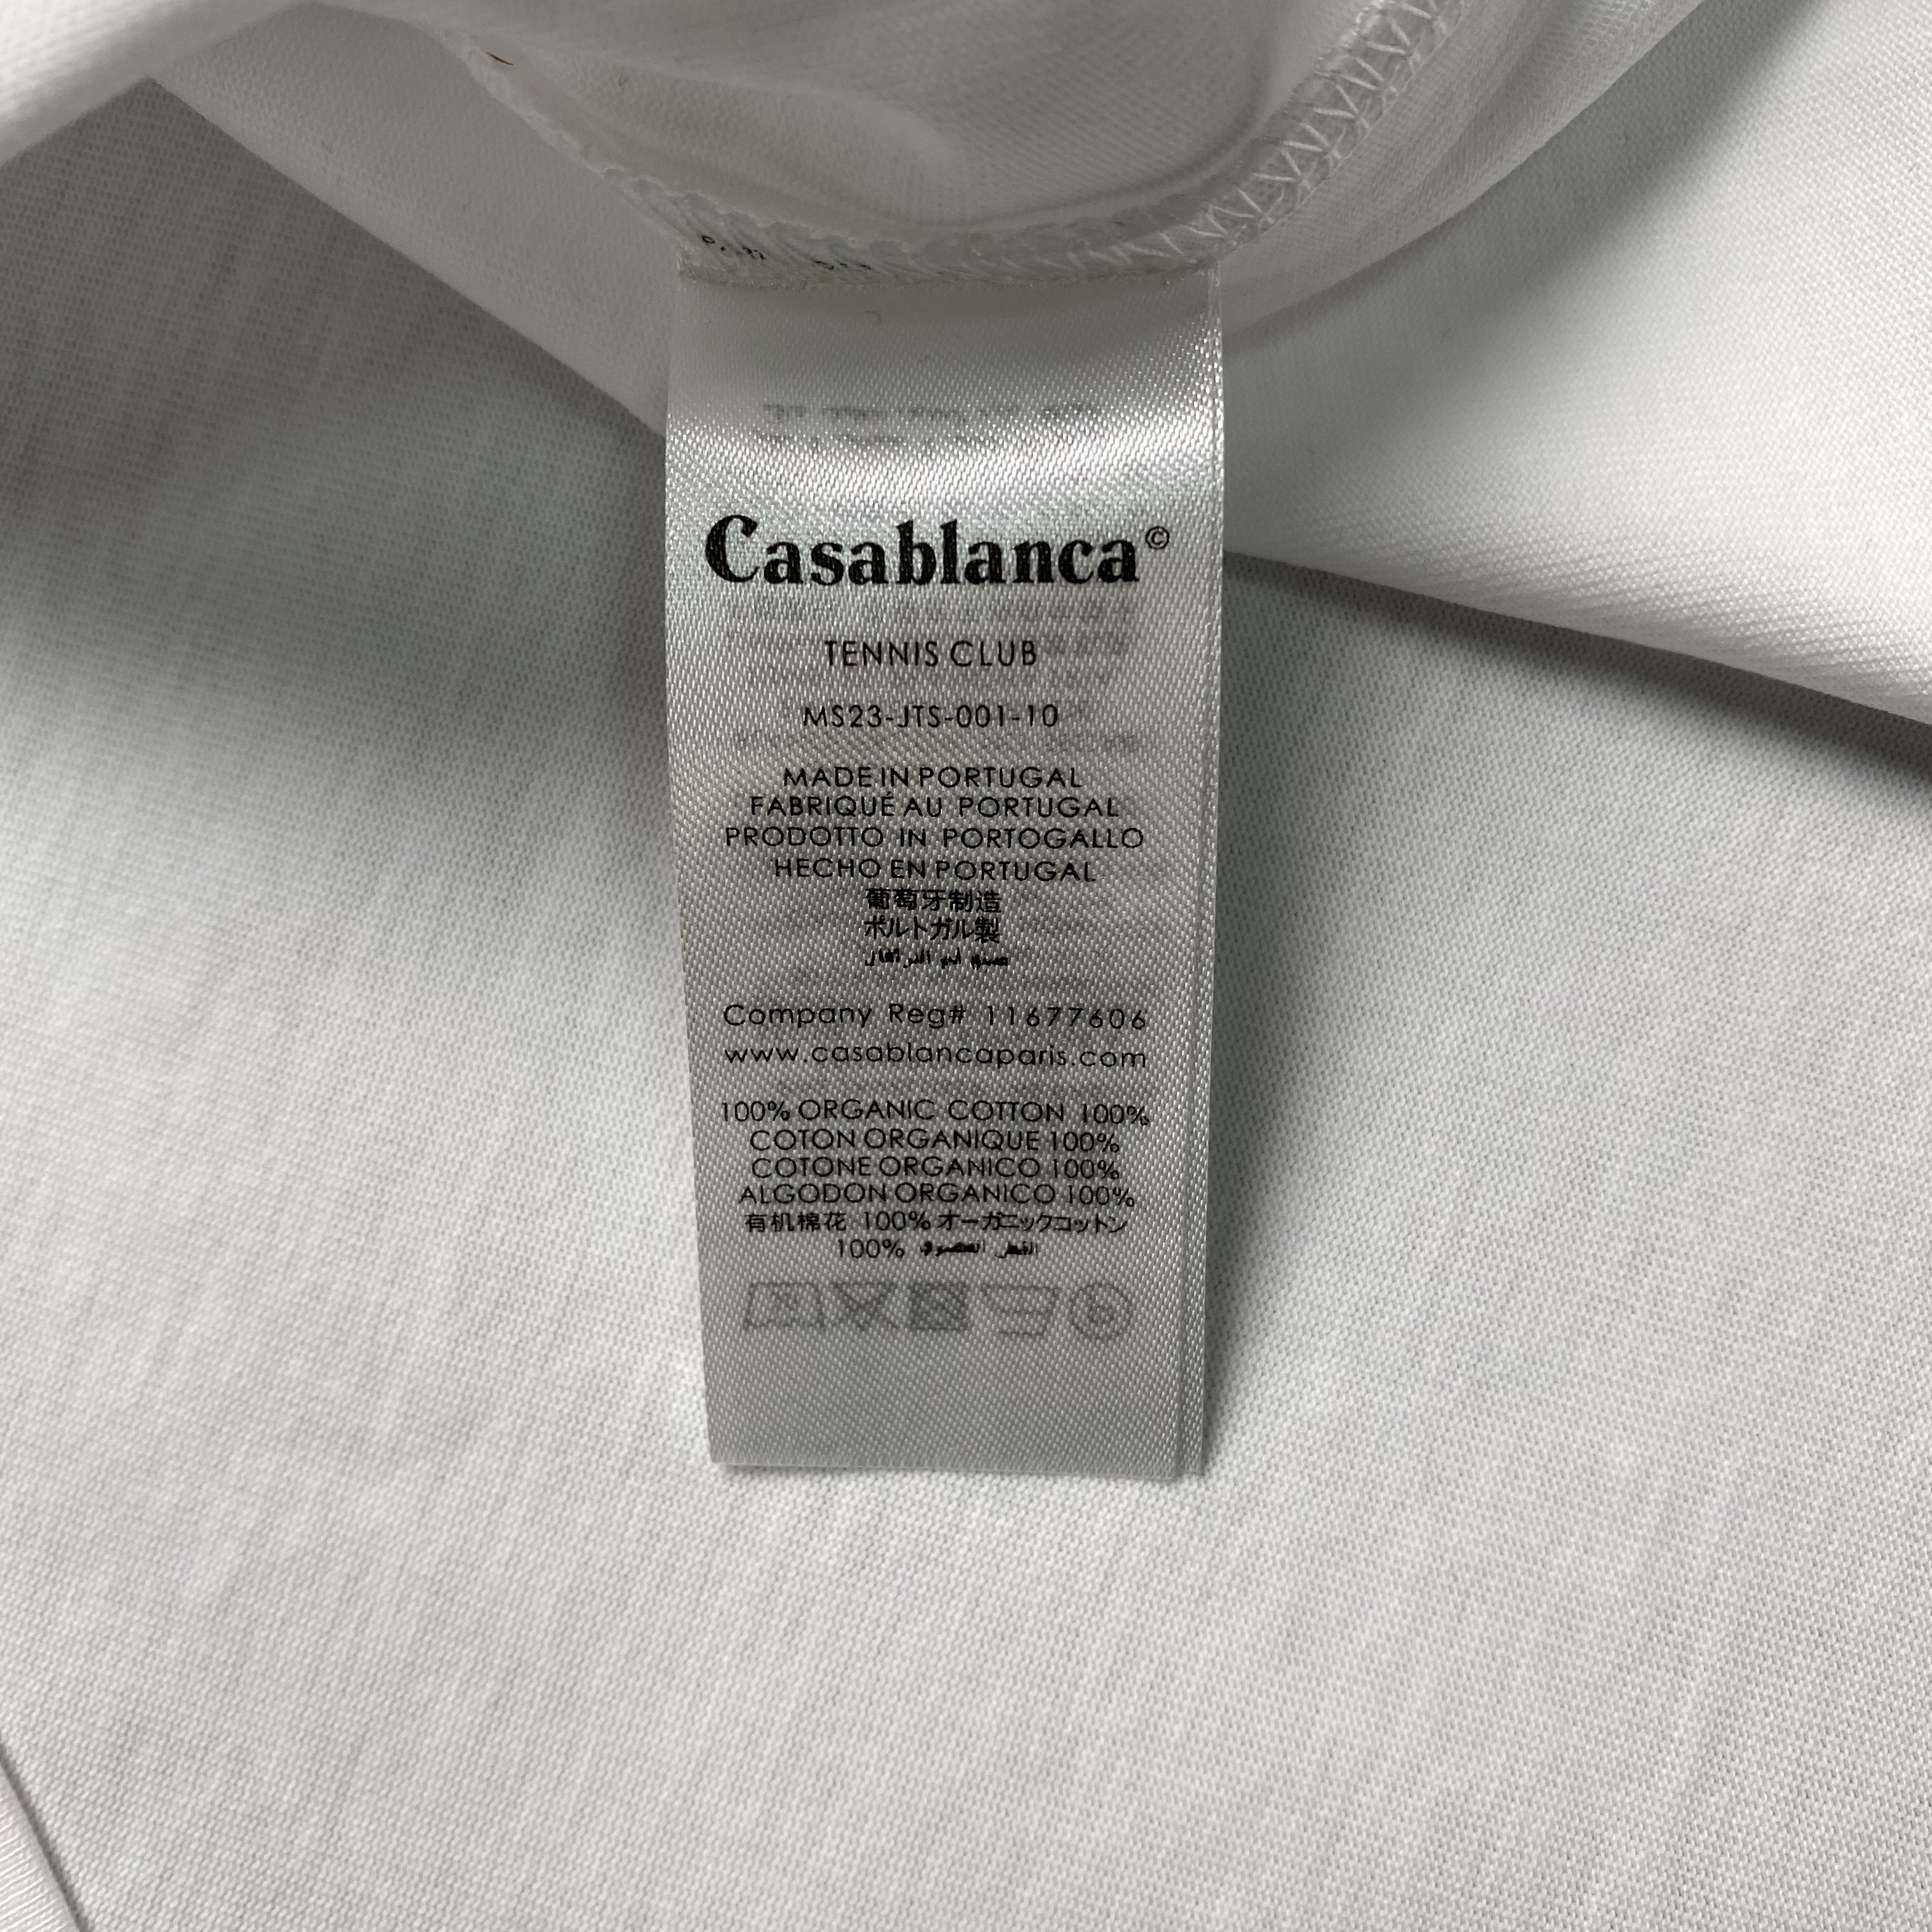 Casablanca©
TENNIS CLUB
MS23-JTS-001-10
MADE IN PORTUGAL
FABRIQUÉ AU PORTUGAL
PRODOTTO IN PORTOGALLO
HECHO EN PORTUGAL
葡萄牙制造
ポルトガル製
Company Reg# 11677606
www.casablancaparis.com
100% ORGANIC COTTON 100%
COTON ORGANIQUE 100%
COTONE ORGANICO 100%
ALGODON ORGANICO 100%
有机棉花 100% オーガニックコットン
100%